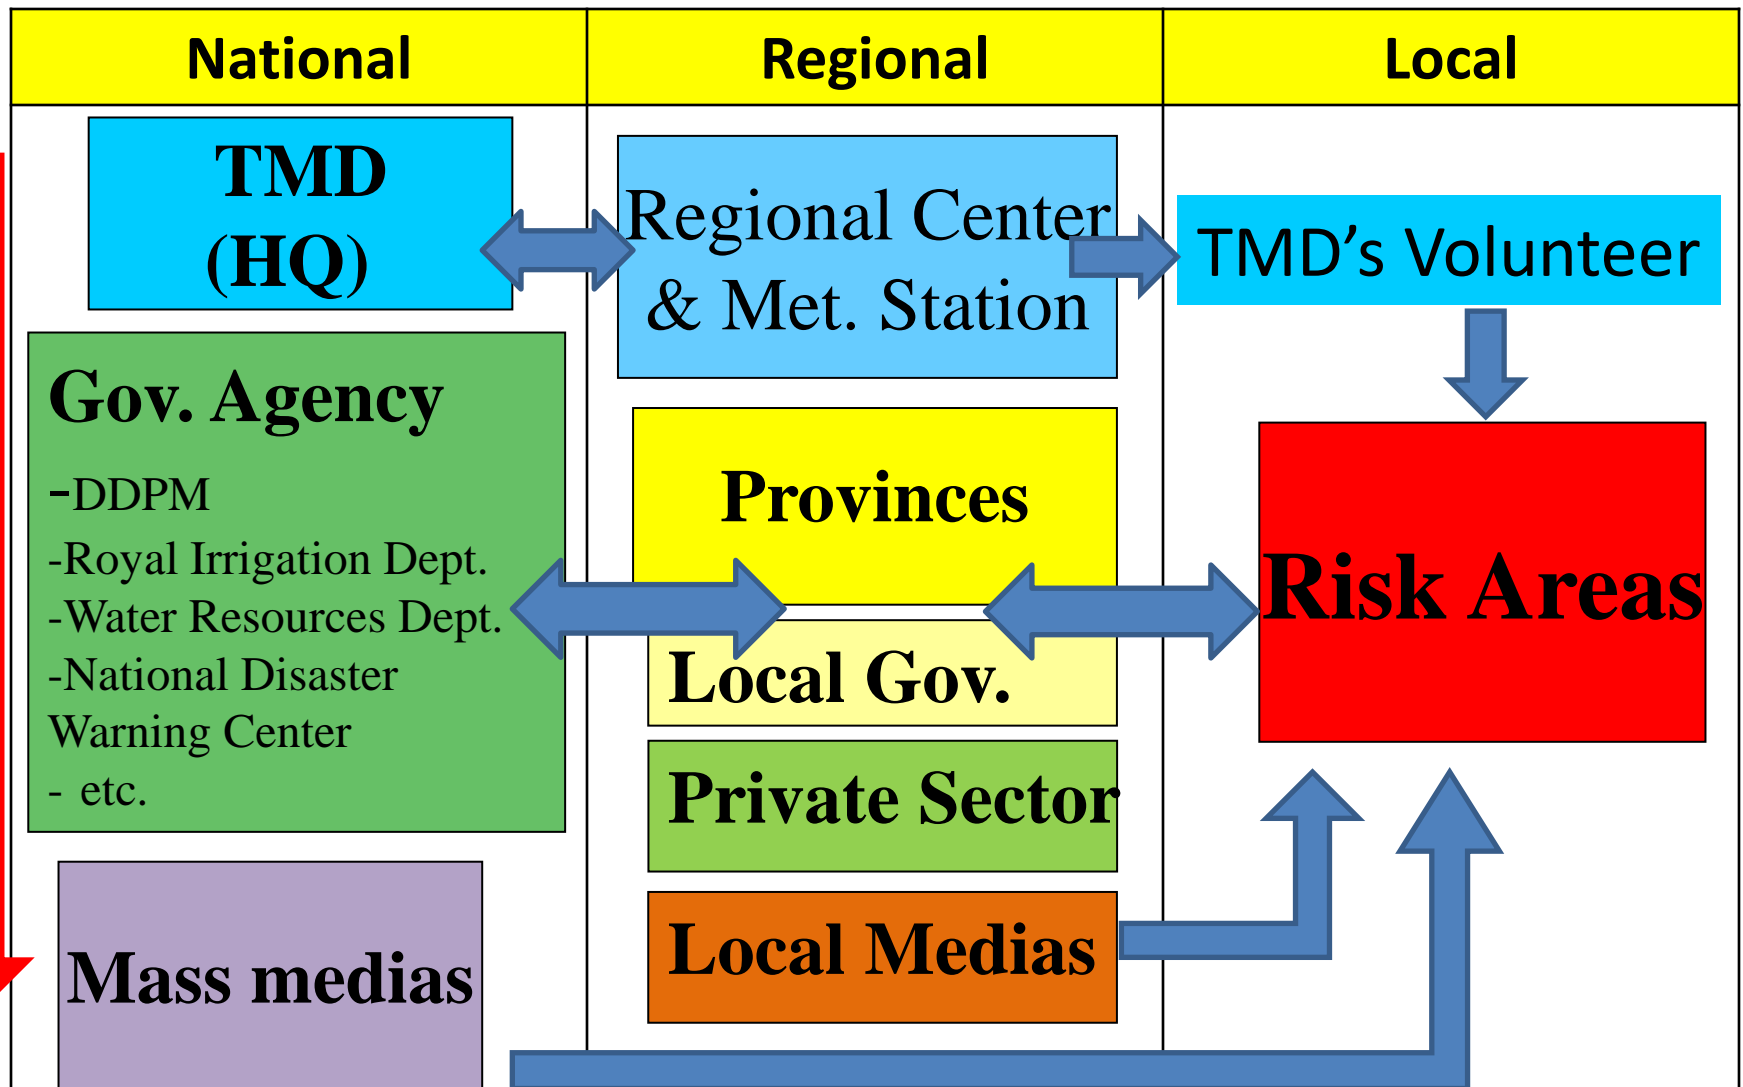 National
Regional
Local
TMD
(HQ)
Regional Center
& Met. Station
TMD’s Volunteer
Gov. Agency
-DDPM
-Royal Irrigation Dept.
-Water Resources Dept.
-National Disaster
Warning Center
- etc.
Provinces
Local Gov.
Private Sector
Local Medias
Risk Areas
Mass medias